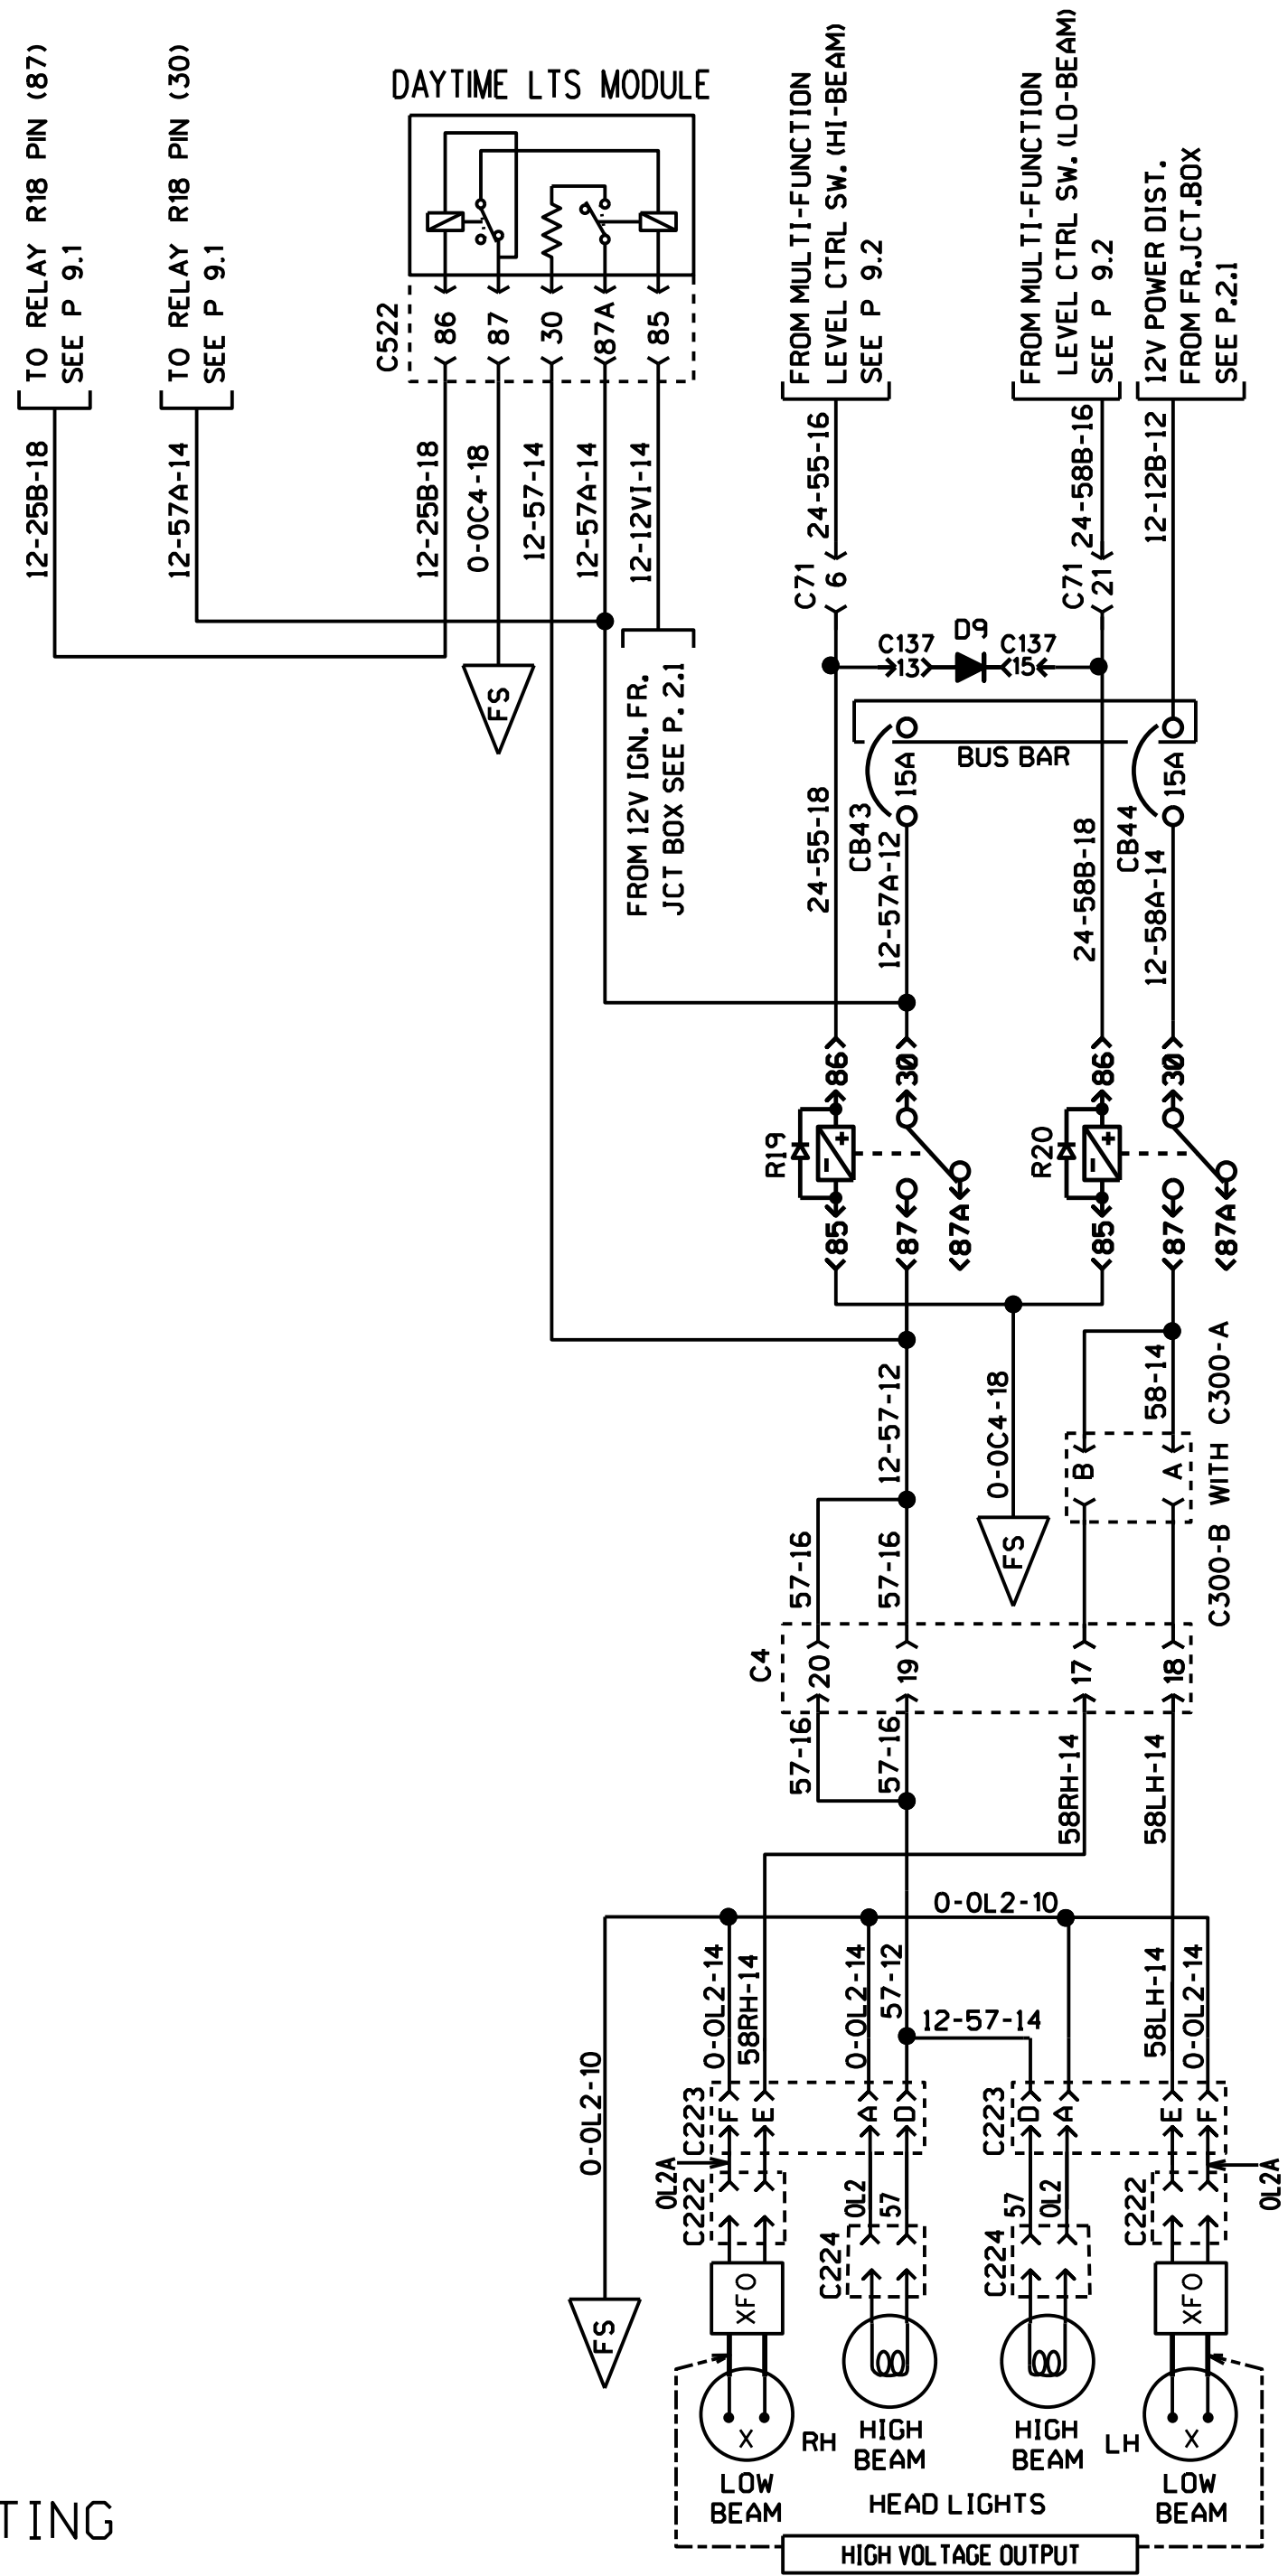 TO RELAY R18 PIN (87)
SEE P 9.1
TO RELAY R18 PIN (30)
SEE P 9.1
DAYTIME LTS MODULE
C522
86
87
30
87A
85
FROM MULTI-FUNCTION
LEVEL CTRL SW. (HI-BEAM)
SEE P 9.2
FROM MULTI-FUNCTION
LEVEL CTRL SW. (LO-BEAM)
SEE P 9.2
12V POWER DIST.
FROM FR.JCT.BOX
SEE P.2.1
12-25B-18
12-57A-14
12-25B-18
0-0C4-18
12-57-14
12-57A-14
12-12VI-14
24-55-16
24-58B-16
12-12B-12
C71
6
C71
21
C137
13
D9
C137
15
FS
FROM 12V IGN. FR.
JCT BOX SEE P. 2.1
BUS BAR
15A
15A
24-55-18
CB43
12-57A-12
24-58B-18
CB44
12-58A-14
86
30
86
30
R19
- +
R20
- +
85
87
87A
85
87
87A
12-57-12
0-0C4-18
58-14
C300-B WITH C300-A
B
A
57-16
57-16
FS
C4
20
19
17
18
57-16
57-16
58RH-14
58LH-14
0-0L2-10
0-0L2-14
58RH-14
0-0L2-14
57-12
12-57-14
58LH-14
0-0L2-14
0-0L2-10
C223
F
E
A
D
C223
D
A
E
F
0L2A
C222
0L2
57
57
0L2
C222
0L2A
C224
C224
XFO
XFO
FS
X
RH
HIGH
BEAM
HIGH
BEAM
LH
X
LOW
BEAM
HEAD LIGHTS
LOW
BEAM
TING
HIGH VOLTAGE OUTPUT